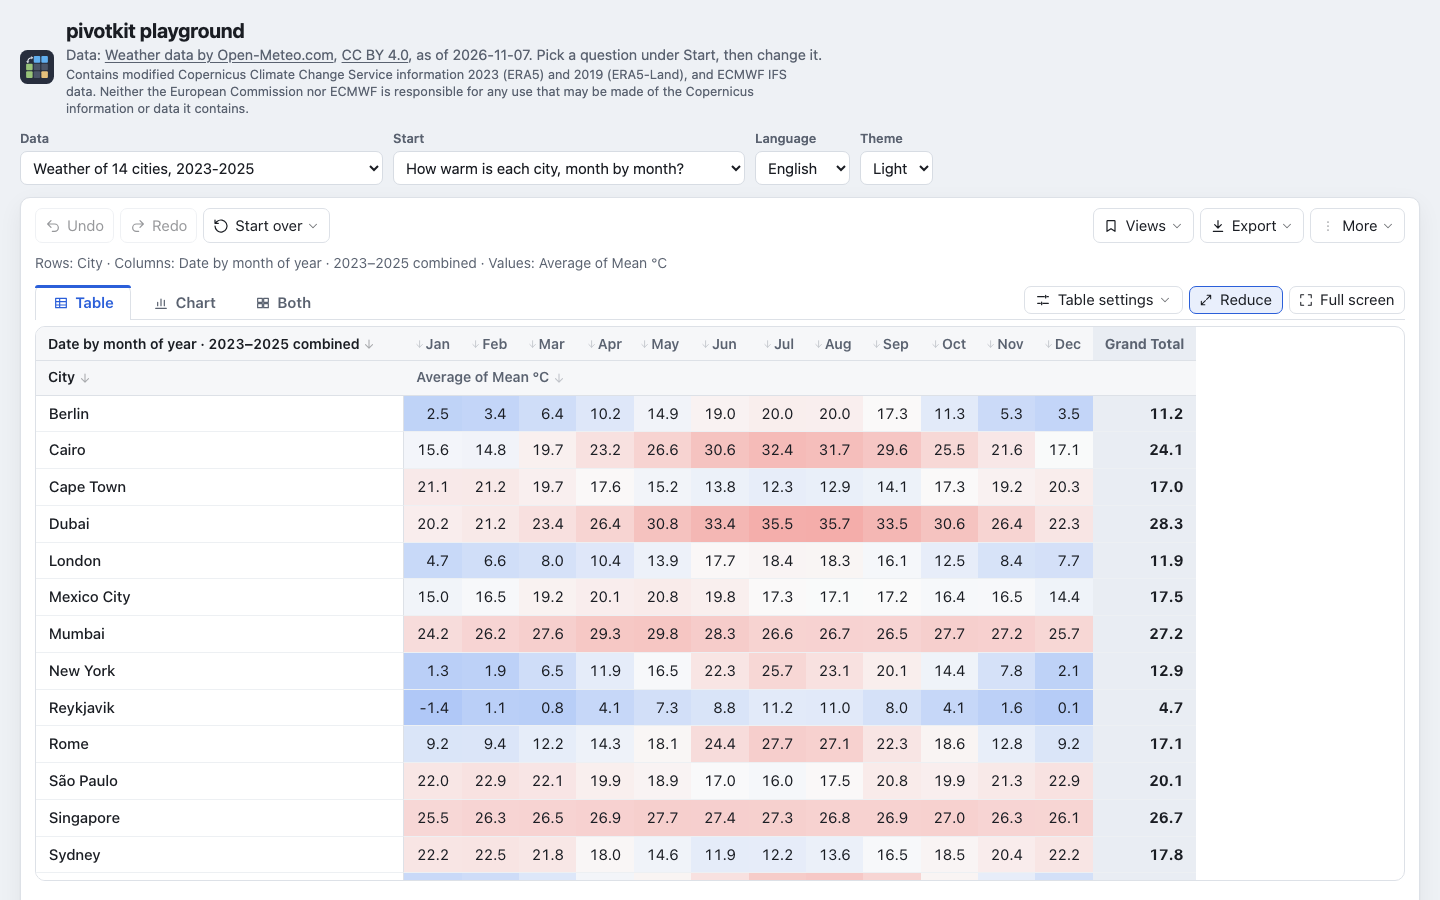 pivotkit playground
Data: Weather data by Open-Meteo.com, CC BY 4.0, as of 2026-11-07. Pick a question under Start, then change it.
Contains modified Copernicus Climate Change Service information 2023 (ERA5) and 2019 (ERA5-Land), and ECMWF IFS
data. Neither the European Commission nor ECMWF is responsible for any use that may be made of the Copernicus
information or data it contains.
Data Start Language Theme
Weather of 14 cities, 2023-2025 How warm is each city, month by month? English Light
Undo Redo Start over Views Export More
Rows: City · Columns: Date by month of year · 2023–2025 combined · Values: Average of Mean °C
Table Chart Both Table settings Reduce Full screen
Date by month of year · 2023–2025 combined ↓ ↓ Jan ↓ Feb ↓ Mar ↓ Apr ↓ May ↓ Jun ↓ Jul ↓ Aug ↓ Sep ↓ Oct ↓ Nov ↓ Dec Grand Total
City ↓ Average of Mean °C ↓
Berlin 2.5 3.4 6.4 10.2 14.9 19.0 20.0 20.0 17.3 11.3 5.3 3.5 11.2
Cairo 15.6 14.8 19.7 23.2 26.6 30.6 32.4 31.7 29.6 25.5 21.6 17.1 24.1
Cape Town 21.1 21.2 19.7 17.6 15.2 13.8 12.3 12.9 14.1 17.3 19.2 20.3 17.0
Dubai 20.2 21.2 23.4 26.4 30.8 33.4 35.5 35.7 33.5 30.6 26.4 22.3 28.3
London 4.7 6.6 8.0 10.4 13.9 17.7 18.4 18.3 16.1 12.5 8.4 7.7 11.9
Mexico City 15.0 16.5 19.2 20.1 20.8 19.8 17.3 17.1 17.2 16.4 16.5 14.4 17.5
Mumbai 24.2 26.2 27.6 29.3 29.8 28.3 26.6 26.7 26.5 27.7 27.2 25.7 27.2
New York 1.3 1.9 6.5 11.9 16.5 22.3 25.7 23.1 20.1 14.4 7.8 2.1 12.9
Reykjavik -1.4 1.1 0.8 4.1 7.3 8.8 11.2 11.0 8.0 4.1 1.6 0.1 4.7
Rome 9.2 9.4 12.2 14.3 18.1 24.4 27.7 27.1 22.3 18.6 12.8 9.2 17.1
São Paulo 22.0 22.9 22.1 19.9 18.9 17.0 16.0 17.5 20.8 19.9 21.3 22.9 20.1
Singapore 25.5 26.3 26.5 26.9 27.7 27.4 27.3 26.8 26.9 27.0 26.3 26.1 26.7
Sydney 22.2 22.5 21.8 18.0 14.6 11.9 12.2 13.6 16.5 18.5 20.4 22.2 17.8